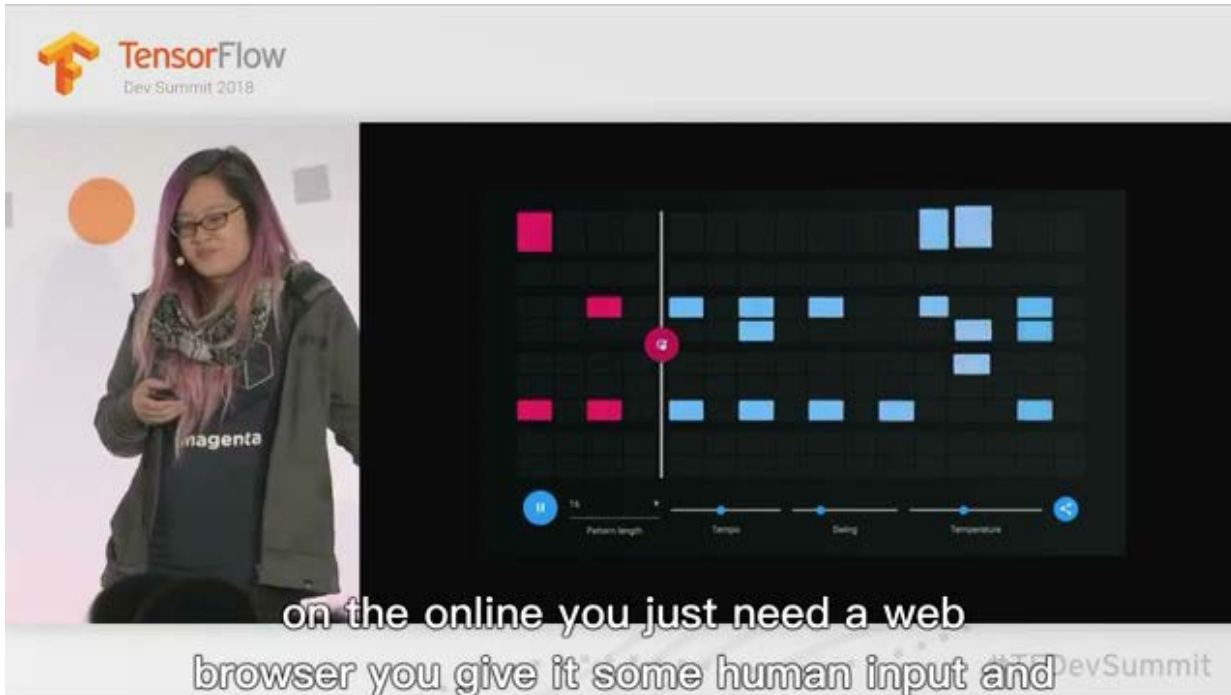 TensorFlow
Dev Summit 2018
magenta
16
Pattern length
Tempo
Swing
Temperature
on the online you just need a web
browser you give it some human input and
#TFDevSummit